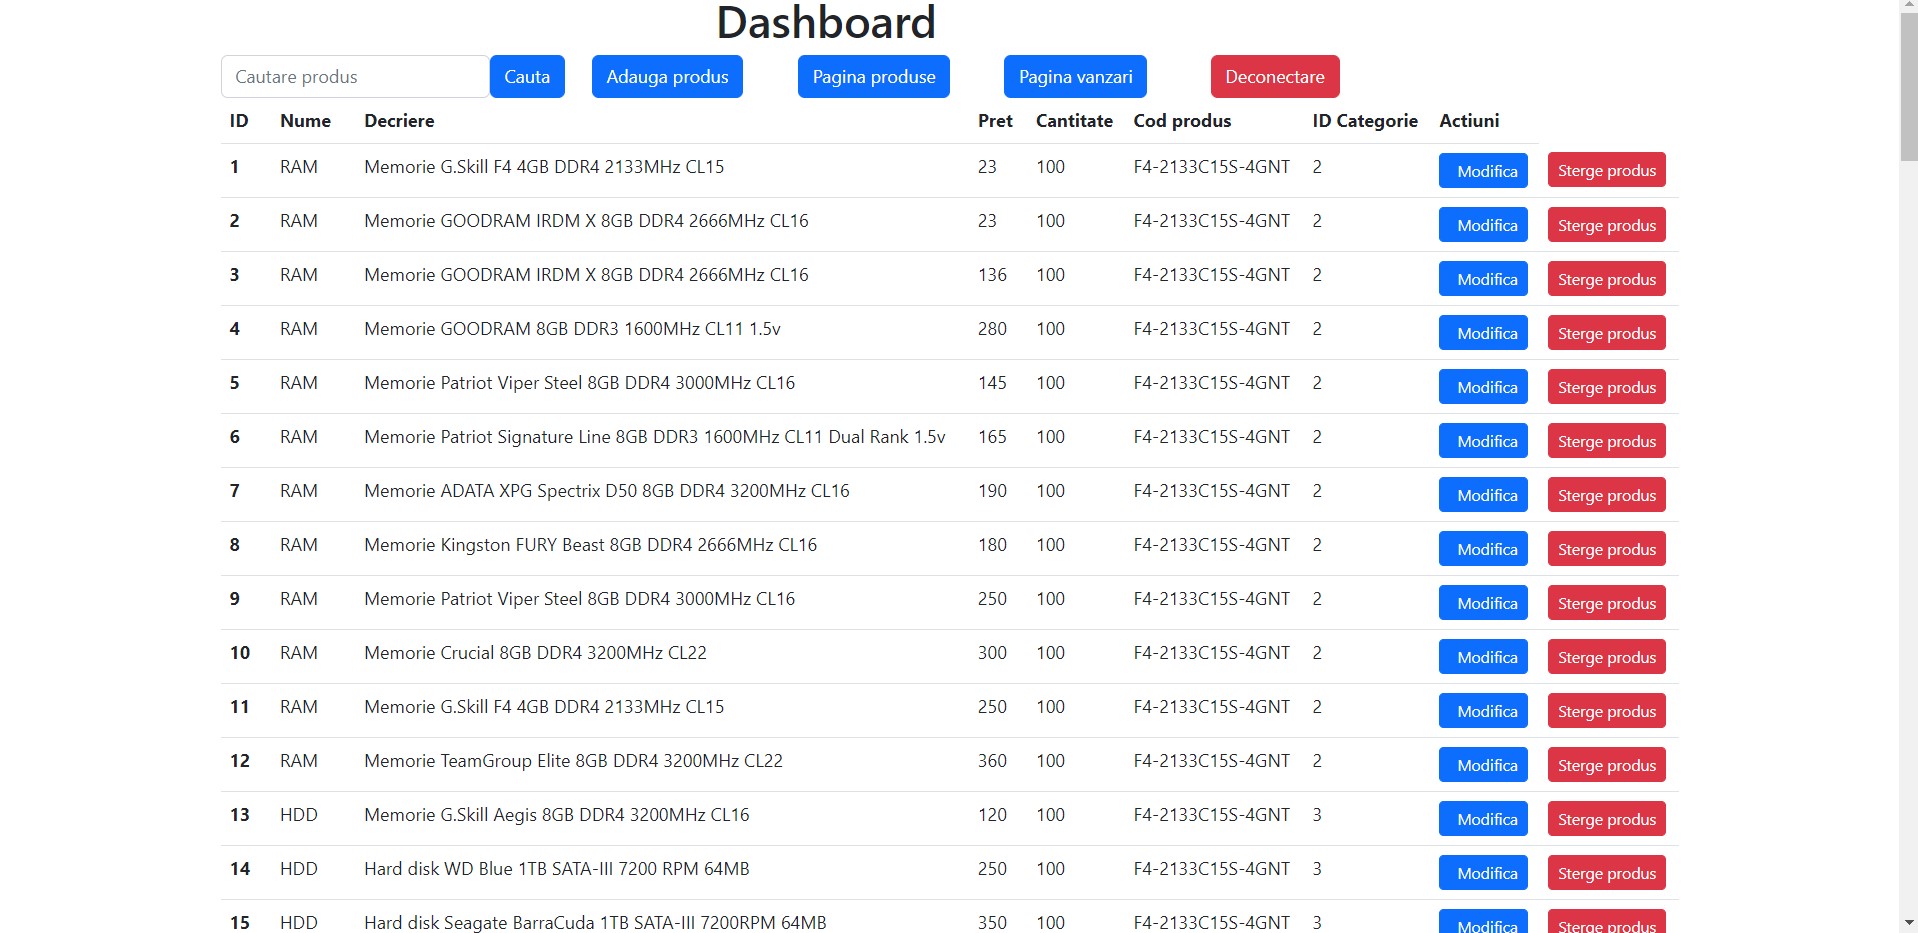 Dashboard
Cautare produs Cauta Adauga produs Pagina produse Pagina vanzari Deconectare
ID Nume Decriere Pret Cantitate Cod produs ID Categorie Actiuni
1 RAM Memorie G.Skill F4 4GB DDR4 2133MHz CL15 23 100 F4-2133C15S-4GNT 2 Modifica Sterge produs
2 RAM Memorie GOODRAM IRDM X 8GB DDR4 2666MHz CL16 23 100 F4-2133C15S-4GNT 2 Modifica Sterge produs
3 RAM Memorie GOODRAM IRDM X 8GB DDR4 2666MHz CL16 136 100 F4-2133C15S-4GNT 2 Modifica Sterge produs
4 RAM Memorie GOODRAM 8GB DDR3 1600MHz CL11 1.5v 280 100 F4-2133C15S-4GNT 2 Modifica Sterge produs
5 RAM Memorie Patriot Viper Steel 8GB DDR4 3000MHz CL16 145 100 F4-2133C15S-4GNT 2 Modifica Sterge produs
6 RAM Memorie Patriot Signature Line 8GB DDR3 1600MHz CL11 Dual Rank 1.5v 165 100 F4-2133C15S-4GNT 2 Modifica Sterge produs
7 RAM Memorie ADATA XPG Spectrix D50 8GB DDR4 3200MHz CL16 190 100 F4-2133C15S-4GNT 2 Modifica Sterge produs
8 RAM Memorie Kingston FURY Beast 8GB DDR4 2666MHz CL16 180 100 F4-2133C15S-4GNT 2 Modifica Sterge produs
9 RAM Memorie Patriot Viper Steel 8GB DDR4 3000MHz CL16 250 100 F4-2133C15S-4GNT 2 Modifica Sterge produs
10 RAM Memorie Crucial 8GB DDR4 3200MHz CL22 300 100 F4-2133C15S-4GNT 2 Modifica Sterge produs
11 RAM Memorie G.Skill F4 4GB DDR4 2133MHz CL15 250 100 F4-2133C15S-4GNT 2 Modifica Sterge produs
12 RAM Memorie TeamGroup Elite 8GB DDR4 3200MHz CL22 360 100 F4-2133C15S-4GNT 2 Modifica Sterge produs
13 HDD Memorie G.Skill Aegis 8GB DDR4 3200MHz CL16 120 100 F4-2133C15S-4GNT 3 Modifica Sterge produs
14 HDD Hard disk WD Blue 1TB SATA-III 7200 RPM 64MB 250 100 F4-2133C15S-4GNT 3 Modifica Sterge produs
15 HDD Hard disk Seagate BarraCuda 1TB SATA-III 7200RPM 64MB 350 100 F4-2133C15S-4GNT 3 Modifica Sterge produs